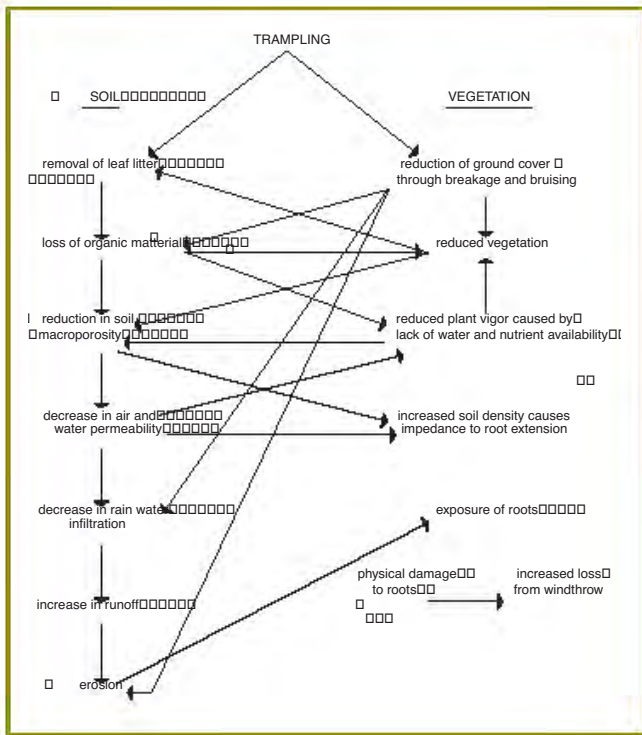 TRAMPLING
SOIL
VEGETATION
removal of leaf litter
reduction of ground cover
through breakage and bruising
loss of organic matterial
reduced vegetation
reduction in soil
macroporosity
reduced plant vigor caused by
lack of water and nutrient availability
decrease in air and
water permeability
increased soil density causes
impedance to root extension
decrease in rain water
infiltration
exposure of roots
physical damage
to roots
increased loss
from windthrow
increase in runoff
erosion